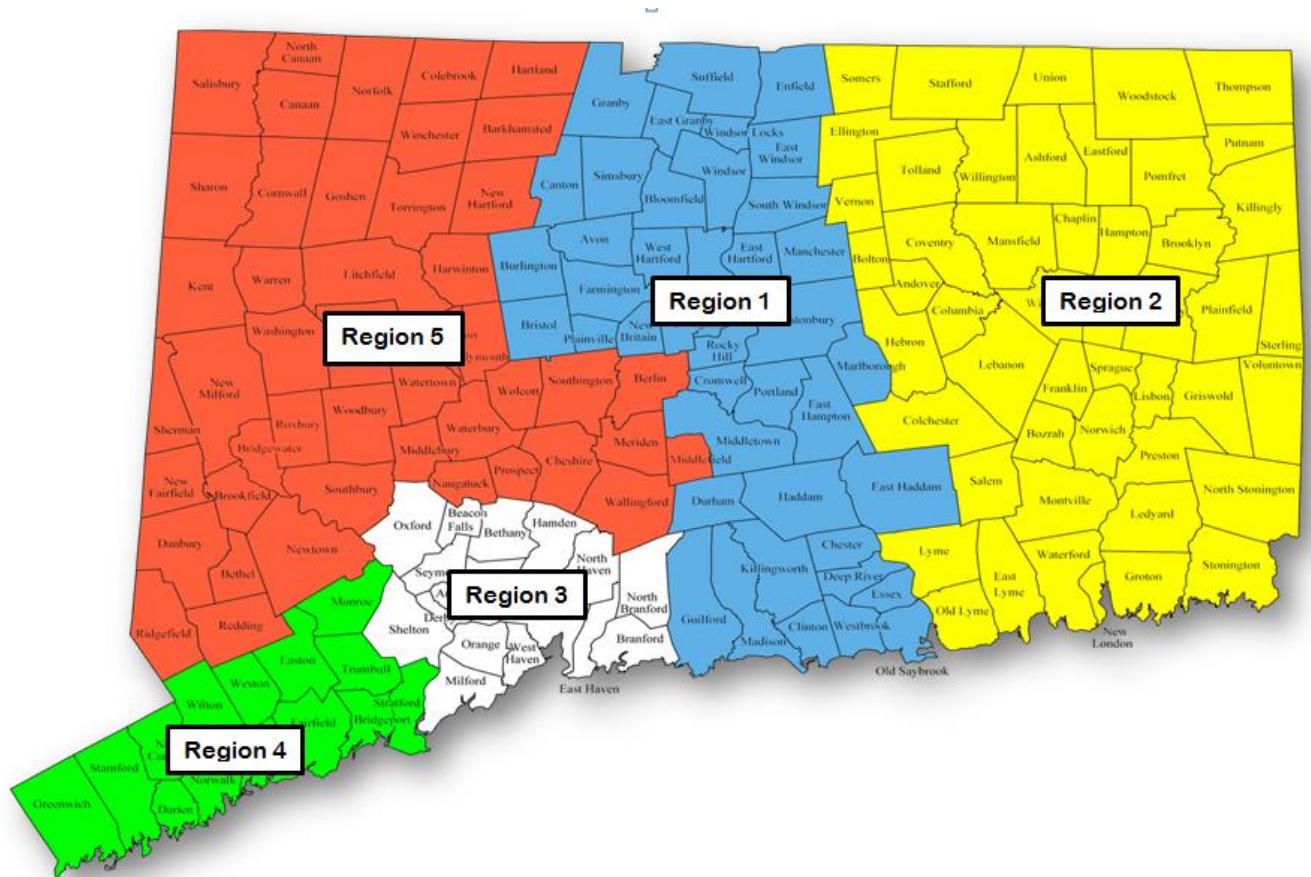 North
Canaan
Salisbury
Canaan
Norfolk
Colebrook
Hartland
Winchester
Barkhamsted
Sharon
Cornwall
Goshen
Torrington
New
Hartford
Kent
Warren
Litchfield
Harwinton
Washington
Region 5
Watertown
Wolcott
Southington
Berlin
New
Milford
Sherman
Bridgewater
Roxbury
Woodbury
Waterbury
Middlebury
Naugatuck
Prospect
Cheshire
Meriden
Middlefield
Wallingford
New
Fairfield
Brookfield
Southbury
Danbury
Bethel
Newtown
Ridgefield
Redding
Granby
Suffield
Enfield
East Granby
Windsor Locks
East
Windsor
Canton
Simsbury
Windsor
Bloomfield
South Windsor
Avon
West
Hartford
East
Hartford
Manchester
Burlington
Farmington
Region 1
Bristol
Plainville
New
Britain
Rocky
Hill
Marlborough
Cromwell
Portland
East
Hampton
Middletown
Durham
Haddam
East Haddam
Chester
Killingworth
Deep River
Essex
Guilford
Madison
Clinton
Westbrook
Old Saybrook
Somers
Stafford
Union
Woodstock
Thompson
Ellington
Tolland
Willington
Ashford
Eastford
Pomfret
Putnam
Killingly
Vernon
Coventry
Mansfield
Chaplin
Hampton
Brooklyn
Bolton
Andover
Columbia
Region 2
Plainfield
Sterling
Hebron
Lebanon
Franklin
Sprague
Lisbon
Griswold
Voluntown
Colchester
Bozrah
Norwich
Preston
Salem
Montville
Ledyard
North Stonington
Lyme
East
Lyme
Waterford
Groton
Stonington
Old Lyme
New
London
Oxford
Beacon
Falls
Bethany
Hamden
North
Region 3
North
Branford
Shelton
Orange
West
Haven
Branford
Milford
East Haven
Monroe
Easton
Trumbull
Weston
Stratford
Wilton
Fairfield
Bridgeport
Region 4
Stamford
Norwalk
Greenwich
Darien